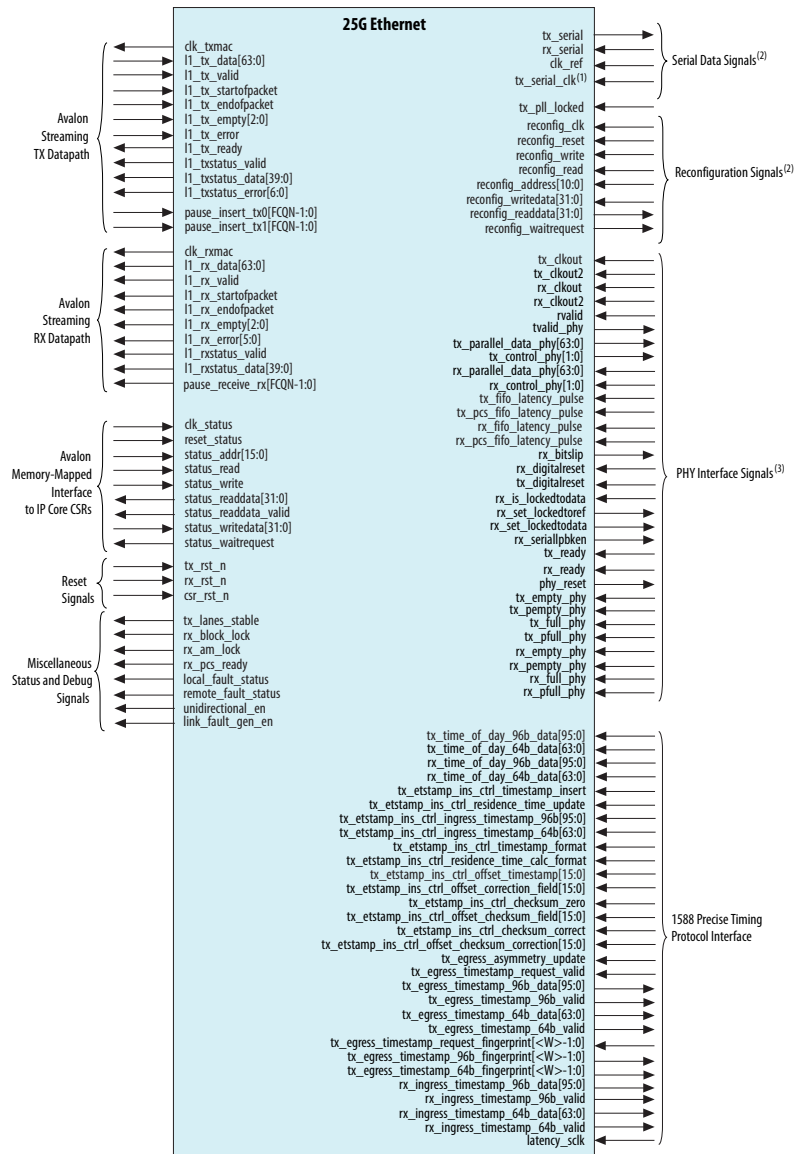 25G Ethernet
Avalon
Streaming
TX Datapath
clk_txmac
l1_tx_data[63:0]
l1_tx_valid
l1_tx_startofpacket
l1_tx_endofpacket
l1_tx_empty[2:0]
l1_tx_error
l1_tx_ready
l1_txstatus_valid
l1_txstatus_data[39:0]
l1_txstatus_error[6:0]
pause_insert_tx0[FCQN-1:0]
pause_insert_tx1[FCQN-1:0]
Avalon
Streaming
RX Datapath
clk_rxmac
l1_rx_data[63:0]
l1_rx_valid
l1_rx_startofpacket
l1_rx_endofpacket
l1_rx_empty[2:0]
l1_rx_error[5:0]
l1_rxstatus_valid
l1_rxstatus_data[39:0]
pause_receive_rx[FCQN-1:0]
Avalon
Memory-Mapped
Interface
to IP Core CSRs
clk_status
reset_status
status_addr[15:0]
status_read
status_write
status_readdata[31:0]
status_readdata_valid
status_writedata[31:0]
status_waitrequest
Reset
Signals
tx_rst_n
rx_rst_n
csr_rst_n
Miscellaneous
Status and Debug
Signals
tx_lanes_stable
rx_block_lock
rx_am_lock
rx_pcs_ready
local_fault_status
remote_fault_status
unidirectional_en
link_fault_gen_en
tx_serial
rx_serial
clk_ref
tx_serial_clk(1)
Serial Data Signals(2)
tx_pll_locked
reconfig_clk
reconfig_reset
reconfig_write
reconfig_read
reconfig_address[10:0]
reconfig_writedata[31:0]
reconfig_readdata[31:0]
reconfig_waitrequest
Reconfiguration Signals(2)
tx_clkout
tx_clkout2
rx_clkout
rx_clkout2
rvalid
tvalid_phy
tx_parallel_data_phy[63:0]
tx_control_phy[1:0]
rx_parallel_data_phy[63:0]
rx_control_phy[1:0]
tx_fifo_latency_pulse
tx_pcs_fifo_latency_pulse
rx_fifo_latency_pulse
rx_pcs_fifo_latency_pulse
rx_bitslip
rx_digitalreset
tx_digitalreset
rx_is_lockedtodata
rx_set_lockedtoref
rx_set_lockedtodata
rx_seriallpbken
tx_ready
rx_ready
phy_reset
tx_empty_phy
tx_pempty_phy
tx_full_phy
tx_pfull_phy
rx_empty_phy
rx_pempty_phy
rx_full_phy
rx_pfull_phy
PHY Interface Signals(3)
tx_time_of_day_96b_data[95:0]
tx_time_of_day_64b_data[63:0]
rx_time_of_day_96b_data[95:0]
rx_time_of_day_64b_data[63:0]
tx_etstamp_ins_ctrl_timestamp_insert
tx_etstamp_ins_ctrl_residence_time_update
tx_etstamp_ins_ctrl_ingress_timestamp_96b[95:0]
tx_etstamp_ins_ctrl_ingress_timestamp_64b[63:0]
tx_etstamp_ins_ctrl_timestamp_format
tx_etstamp_ins_ctrl_residence_time_calc_format
tx_etstamp_ins_ctrl_offset_timestamp[15:0]
tx_etstamp_ins_ctrl_offset_correction_field[15:0]
tx_etstamp_ins_ctrl_checksum_zero
tx_etstamp_ins_ctrl_offset_checksum_field[15:0]
tx_etstamp_ins_ctrl_checksum_correct
tx_etstamp_ins_ctrl_offset_checksum_correction[15:0]
tx_egress_asymmetry_update
tx_egress_timestamp_request_valid
tx_egress_timestamp_96b_data[95:0]
tx_egress_timestamp_96b_valid
tx_egress_timestamp_64b_data[63:0]
tx_egress_timestamp_64b_valid
tx_egress_timestamp_request_fingerprint[<W>-1:0]
tx_egress_timestamp_96b_fingerprint[<W>-1:0]
tx_egress_timestamp_64b_fingerprint[<W>-1:0]
rx_ingress_timestamp_96b_data[95:0]
rx_ingress_timestamp_96b_valid
rx_ingress_timestamp_64b_data[63:0]
rx_ingress_timestamp_64b_valid
latency_sclk
1588 Precise Timing
Protocol Interface